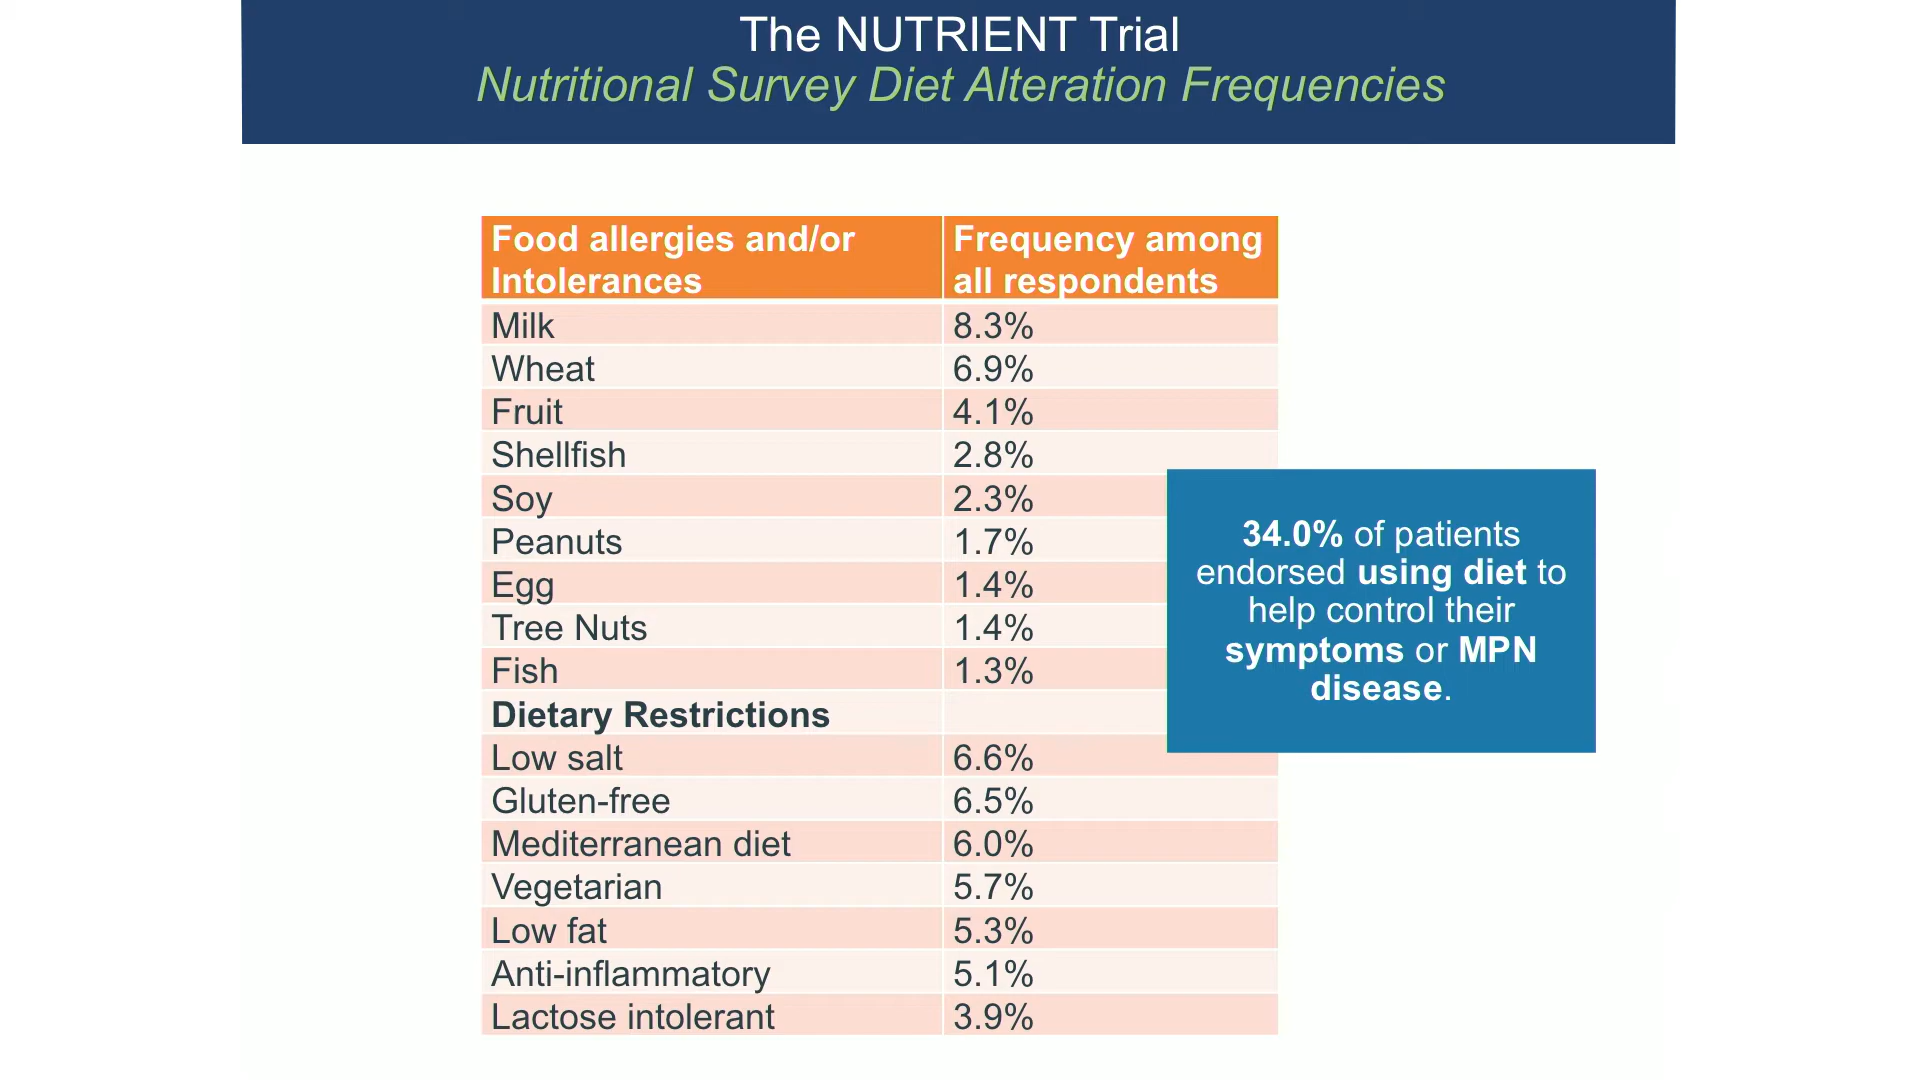 The NUTRIENT Trial
Nutritional Survey Diet Alteration Frequencies
Food allergies and/or Intolerances
Frequency among all respondents
Milk 8.3%
Wheat 6.9%
Fruit 4.1%
Shellfish 2.8%
Soy 2.3%
Peanuts 1.7%
Egg 1.4%
Tree Nuts 1.4%
Fish 1.3%
Dietary Restrictions
Low salt 6.6%
Gluten-free 6.5%
Mediterranean diet 6.0%
Vegetarian 5.7%
Low fat 5.3%
Anti-inflammatory 5.1%
Lactose intolerant 3.9%
34.0% of patients
endorsed using diet to
help control their
symptoms or MPN
disease.